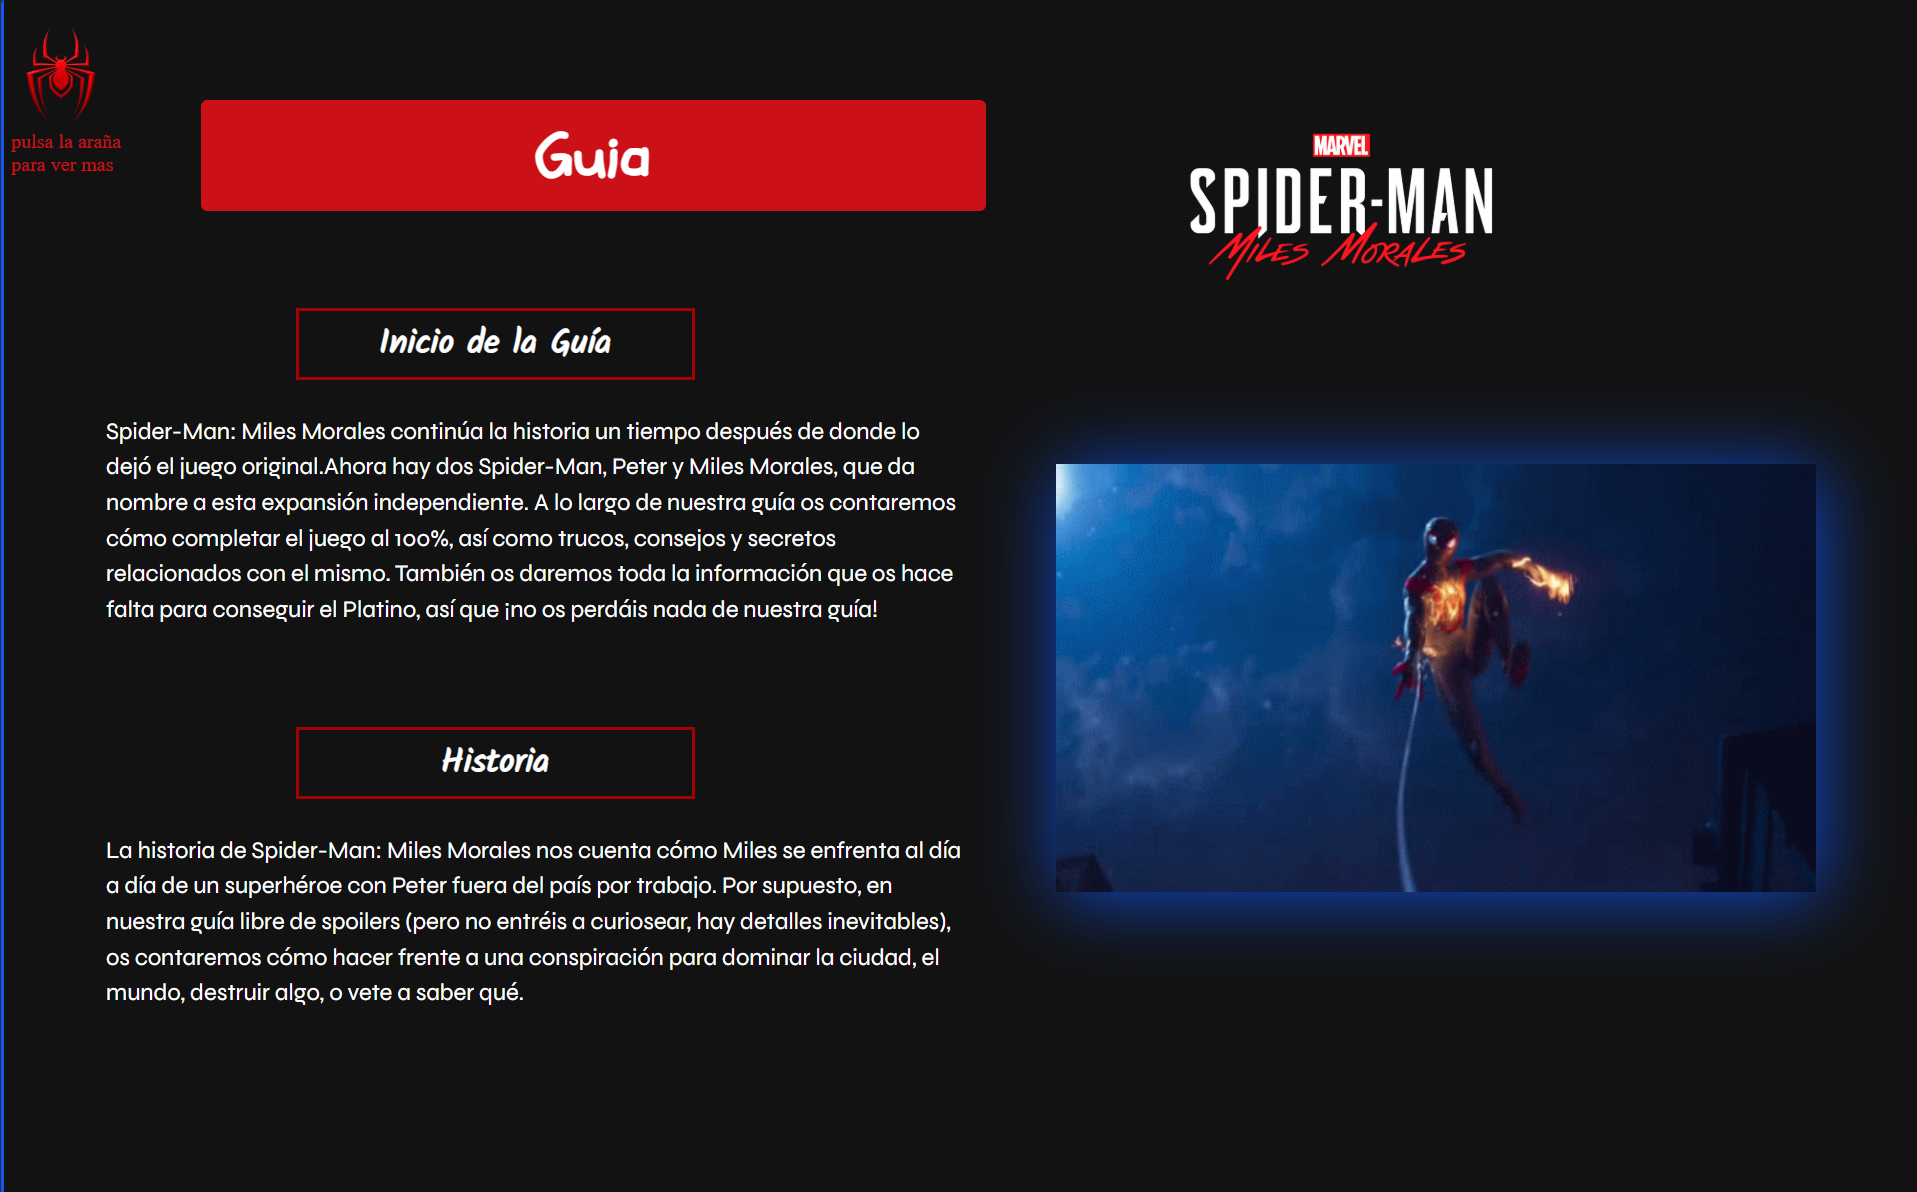 pulsa la araña
para ver mas
Guia
MARVEL
SPIDER-MAN
MILES MORALES
Inicio de la Guía
Spider-Man: Miles Morales continúa la historia un tiempo después de donde lo
dejó el juego original.Ahora hay dos Spider-Man, Peter y Miles Morales, que da
nombre a esta expansión independiente. A lo largo de nuestra guía os contaremos
cómo completar el juego al 100%, así como trucos, consejos y secretos
relacionados con el mismo. También os daremos toda la información que os hace
falta para conseguir el Platino, así que ¡no os perdáis nada de nuestra guía!
Historia
La historia de Spider-Man: Miles Morales nos cuenta cómo Miles se enfrenta al día
a día de un superhéroe con Peter fuera del país por trabajo. Por supuesto, en
nuestra guía libre de spoilers (pero no entréis a curiosear, hay detalles inevitables),
os contaremos cómo hacer frente a una conspiración para dominar la ciudad, el
mundo, destruir algo, o vete a saber qué.